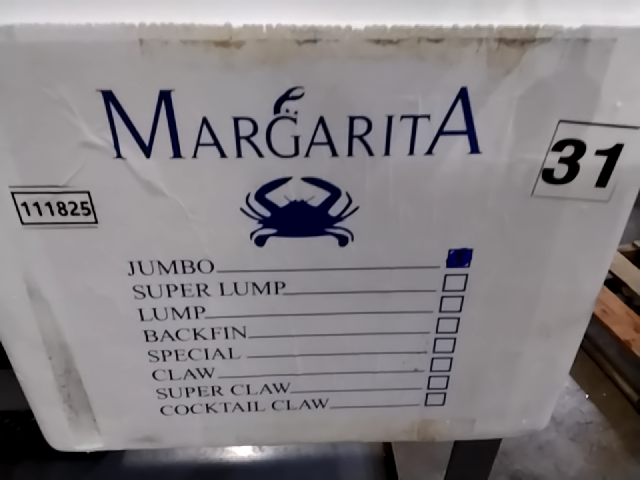 MARGARITA
31
111825
JUMBO
SUPER LUMP
LUMP
BACKFIN
SPECIAL
CLAW
SUPER CLAW
COCKTAIL CLAW